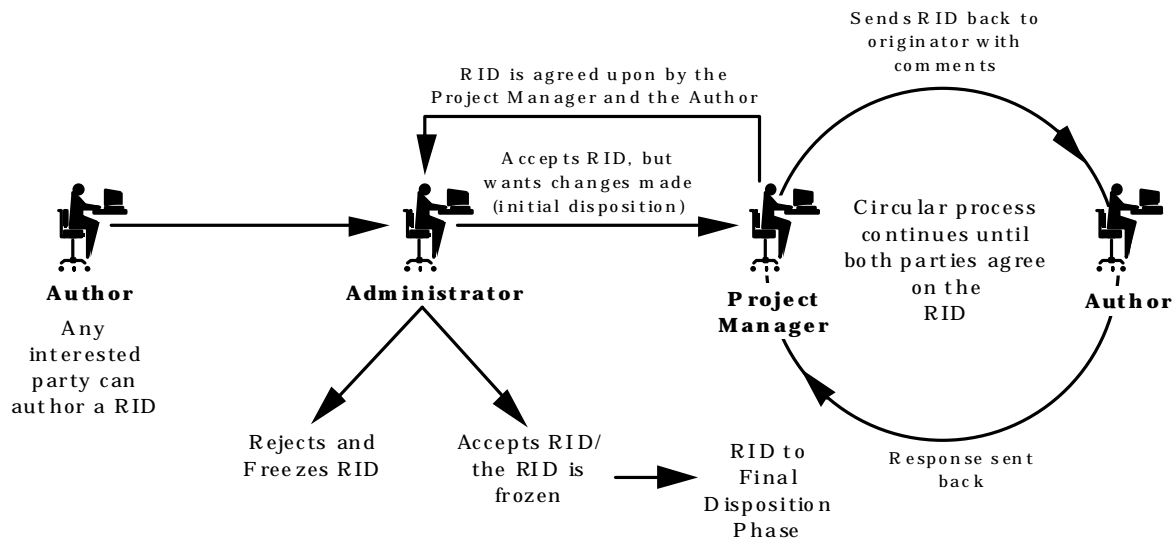 Sends RID back to
originator with
comments
RID is agreed upon by the
Project Manager and the Author
Accepts RID, but
wants changes made
(initial disposition)
Circular process
continues until
both parties agree
on the
RID
Author
Any
interested
party can
author a RID
Administrator
Project
Manager
Author
Rejects and
Freezes RID
Accepts RID/
the RID is
frozen
RID to
Final
Disposition
Phase
Response sent
back